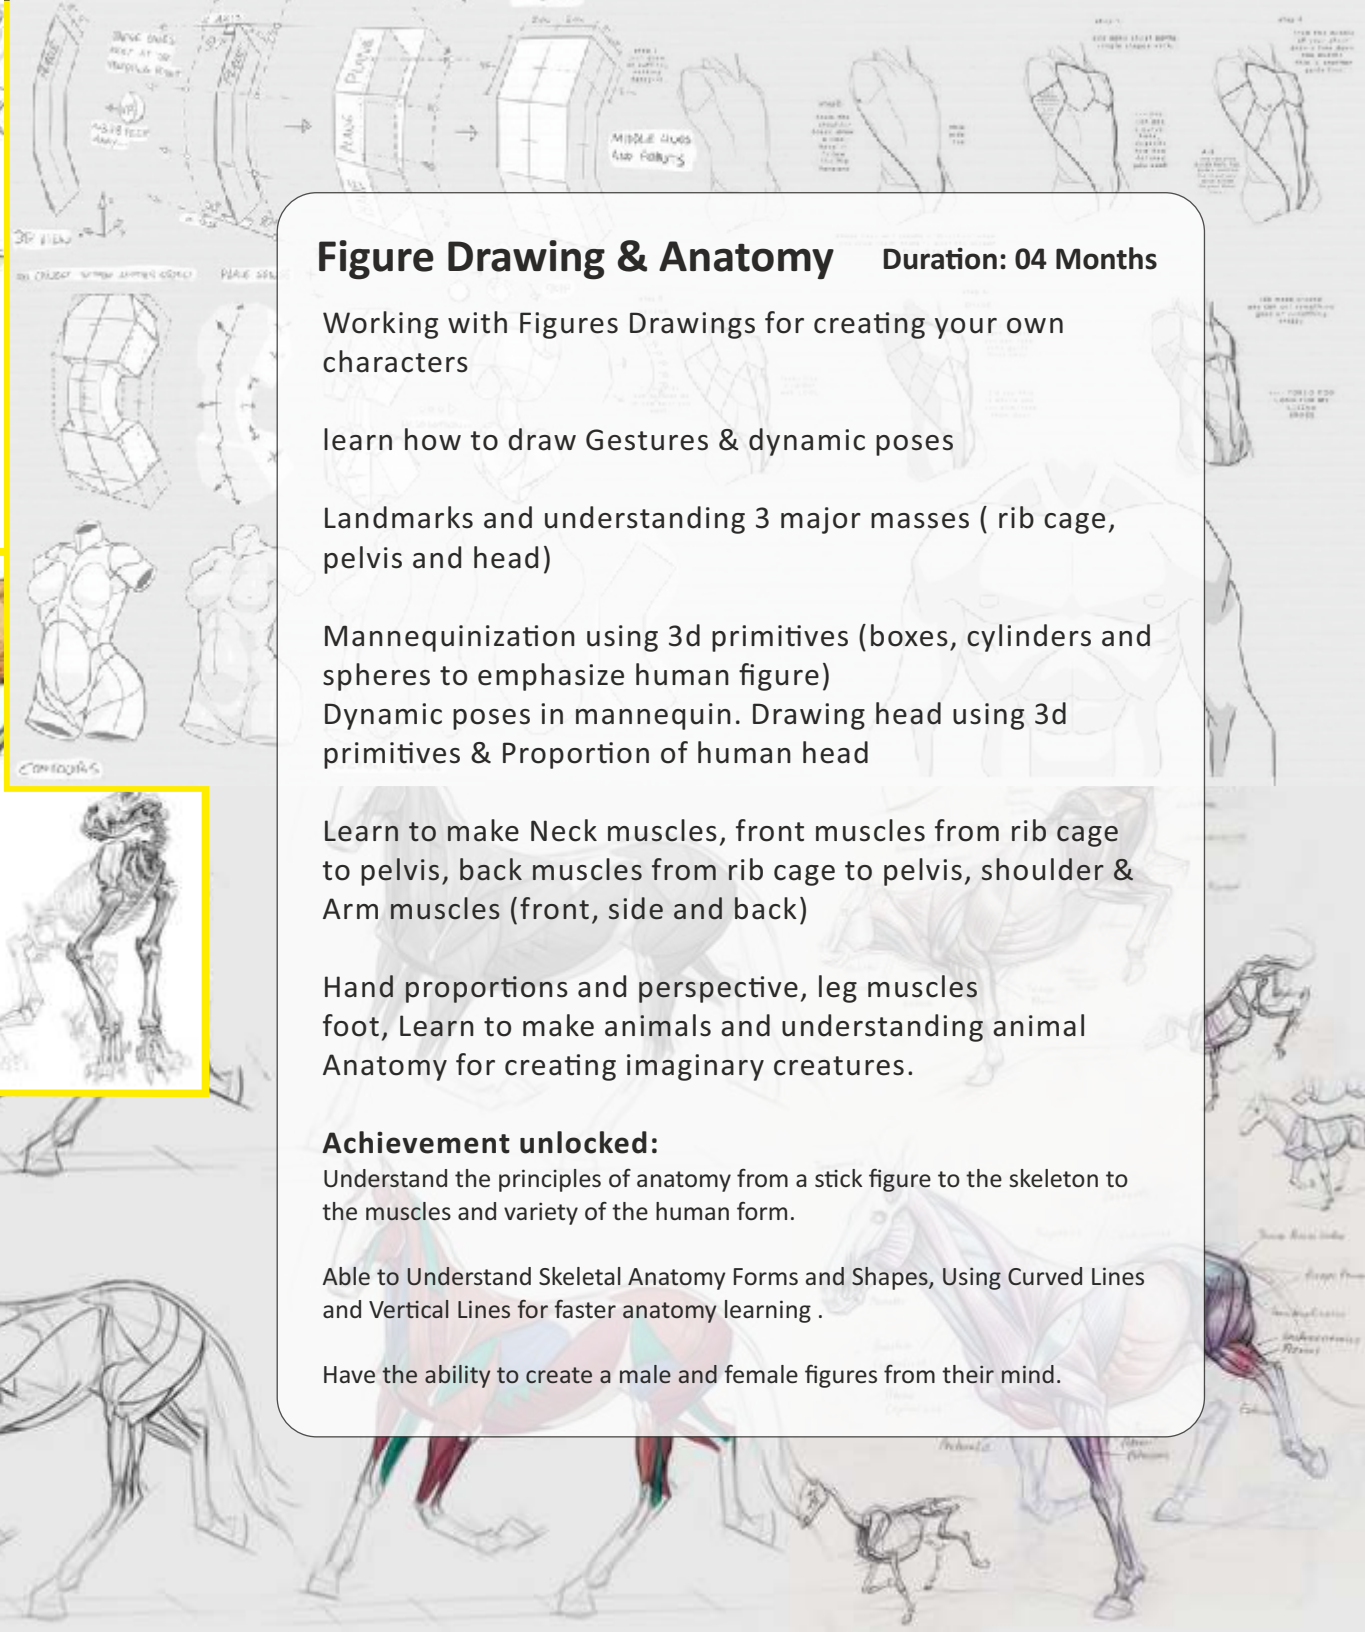 PLANE
PLANE
PLANE
PLANE
MIDDLE LINES
AND POINTS
3D VIEW
Figure Drawing & Anatomy
Duration: 04 Months
Working with Figures Drawings for creating your own
characters
learn how to draw Gestures & dynamic poses
Landmarks and understanding 3 major masses ( rib cage,
pelvis and head)
Mannequinization using 3d primitives (boxes, cylinders and
spheres to emphasize human figure)
Dynamic poses in mannequin. Drawing head using 3d
primitives & Proportion of human head
CONTOURS
Learn to make Neck muscles, front muscles from rib cage
to pelvis, back muscles from rib cage to pelvis, shoulder &
Arm muscles (front, side and back)
Hand proportions and perspective, leg muscles
foot, Learn to make animals and understanding animal
Anatomy for creating imaginary creatures.
Achievement unlocked:
Understand the principles of anatomy from a stick figure to the skeleton to
the muscles and variety of the human form.
Able to Understand Skeletal Anatomy Forms and Shapes, Using Curved Lines
and Vertical Lines for faster anatomy learning .
Have the ability to create a male and female figures from their mind.